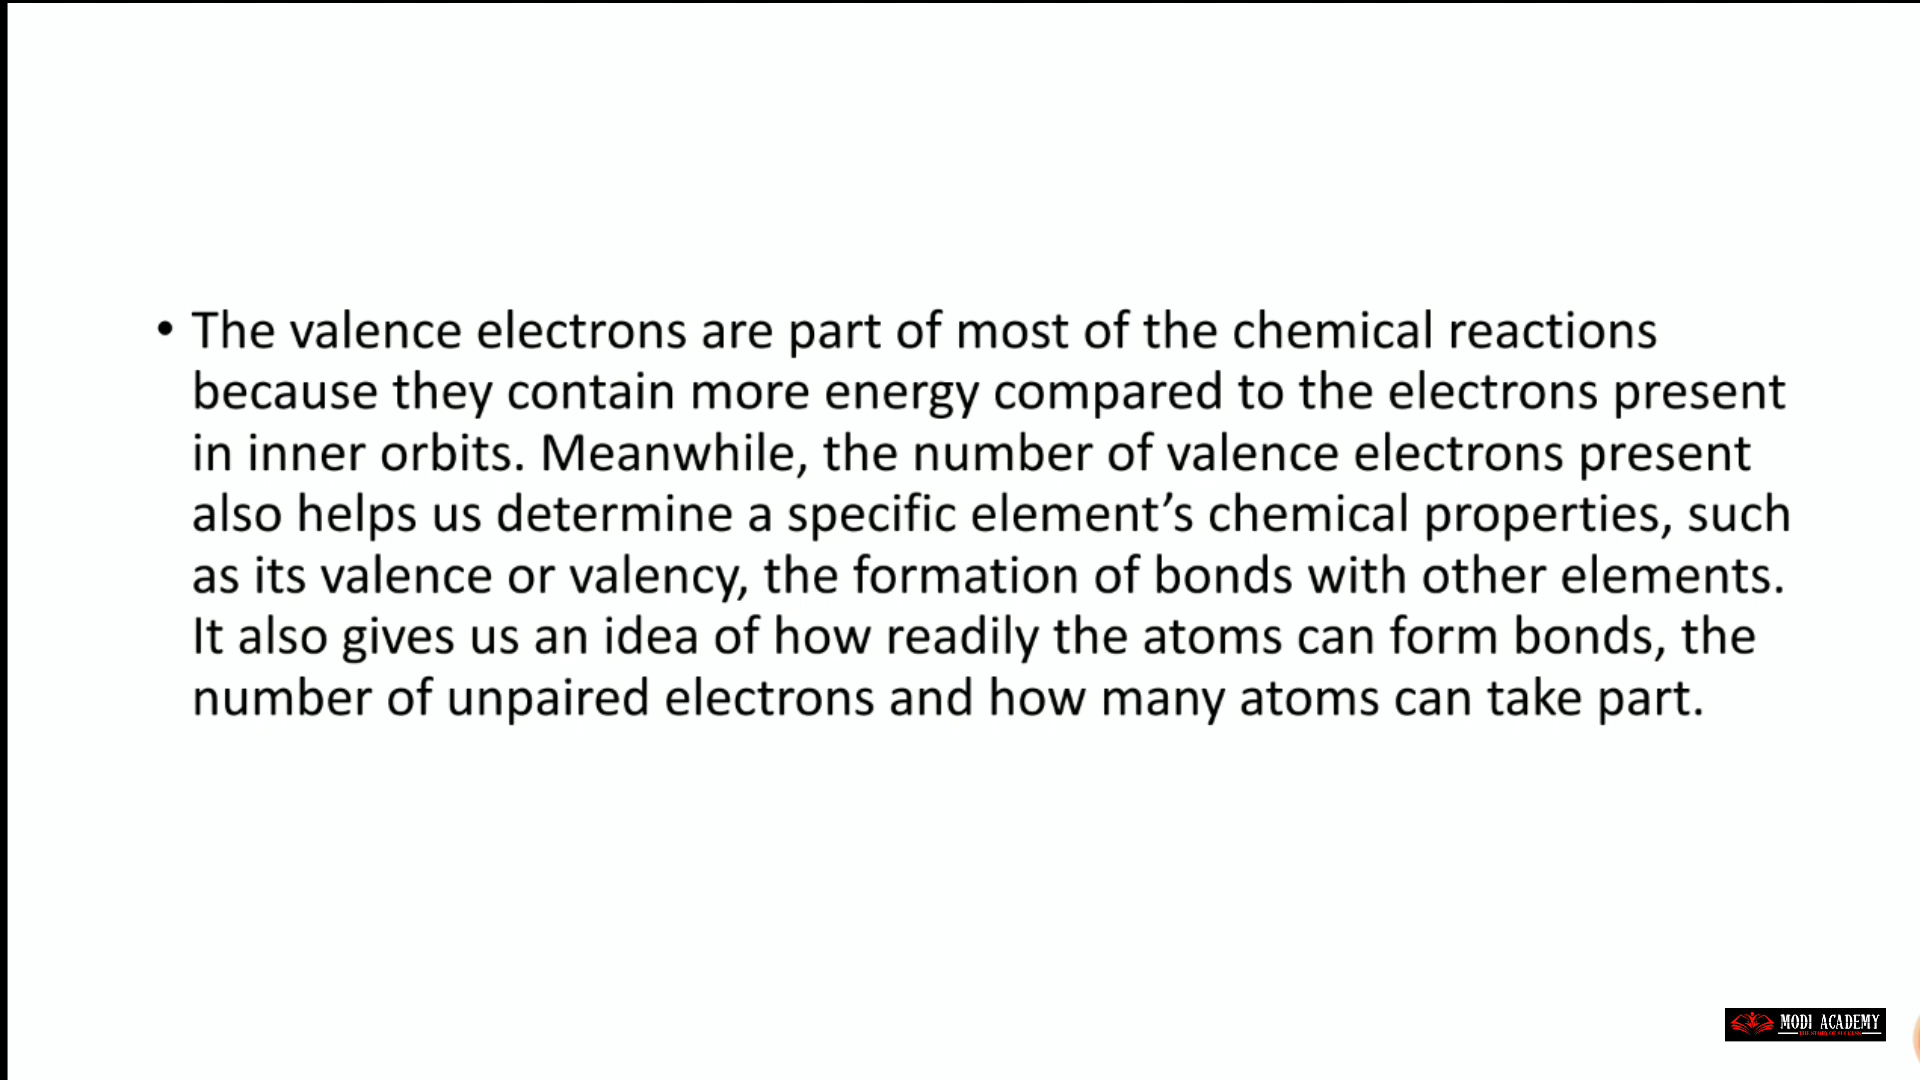 • The valence electrons are part of most of the chemical reactions
because they contain more energy compared to the electrons present
in inner orbits. Meanwhile, the number of valence electrons present
also helps us determine a specific element’s chemical properties, such
as its valence or valency, the formation of bonds with other elements.
It also gives us an idea of how readily the atoms can form bonds, the
number of unpaired electrons and how many atoms can take part.
MODI ACADEMY